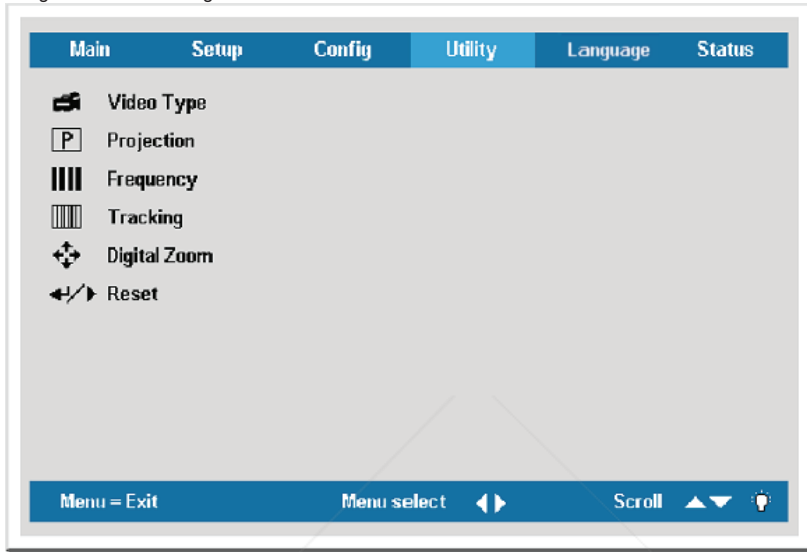 Main Setup Config Utility Language Status
Video Type
P Projection
Frequency
Tracking
Digital Zoom
Reset
Menu = Exit Menu select Scroll